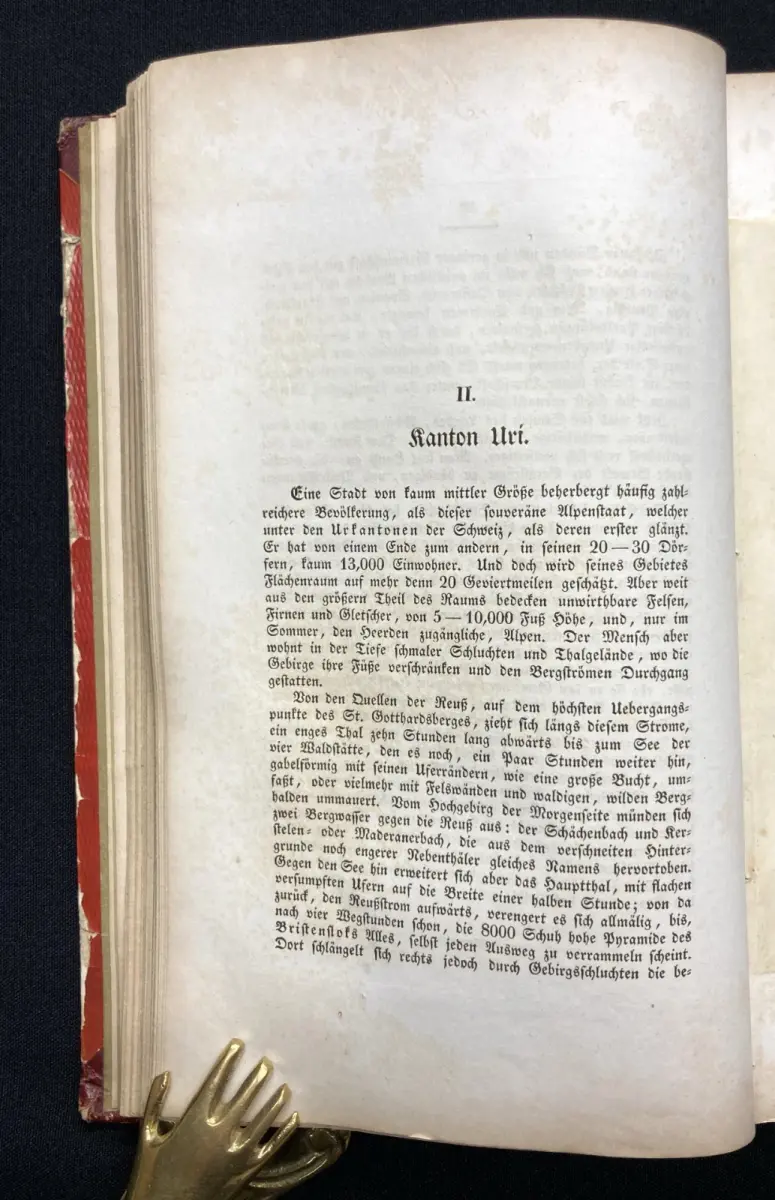 II.
Kanton Uri.
Eine Stadt von kaum mittler Größe beherbergt häufig zahl-
reichere Bevölkerung, als dieser souveräne Alpenstaat, welcher
unter den Urkantonen der Schweiz, als deren erster glänzt.
Er hat von einem Ende zum andern, in seinen 20—30 Dör-
fern, kaum 13,000 Einwohner. Und doch wird seines Gebietes
Flächenraum auf mehr denn 20 Geviertmeilen geschätzt. Aber weit
aus den größern Theil des Raums bedecken unwirthbare Felsen,
Firnen und Gletscher, von 5—10,000 Fuß Höhe, und, nur im
Sommer, den Heerden zugängliche, Alpen. Der Mensch aber
wohnt in der Tiefe schmaler Schluchten und Thalgelände, wo die
Gebirge ihre Füße verschränken und den Bergströmen Durchgang
gestatten.
Von den Quellen der Reuß, auf dem höchsten Uebergangs-
punkte des St. Gotthardsberges, zieht sich längs diesem Strome,
ein enges Thal zehn Stunden lang abwärts bis zum See der
vier Waldstätte, den es noch, ein Paar Stunden weiter hin,
gabelförmig mit seinen Uferrändern, wie eine große Bucht, um-
faßt, oder vielmehr mit Felswänden und waldigen, wilden Berg-
halden ummauert. Vom Hochgebirg der Morgenseite münden sich
zwei Bergwasser gegen die Reuß aus: der Schächenbach und Ker-
stelen- oder Maderanerbach, die aus dem verschneiten Hinter-
grunde noch engerer Nebenthäler gleiches Namens hervortoben.
Gegen den See hin erweitert sich aber das Hauptthal, mit flachen
versumpften Ufern auf die Breite einer halben Stunde; von da
zurück, den Reußstrom aufwärts, verengert es sich allmälig, bis,
nach vier Wegstunden schon, die 8000 Schuh hohe Pyramide des
Bristenstoks Alles, selbst jeden Ausweg zu verrammeln scheint.
Dort schlängelt sich rechts jedoch durch Gebirgsschluchten die be-